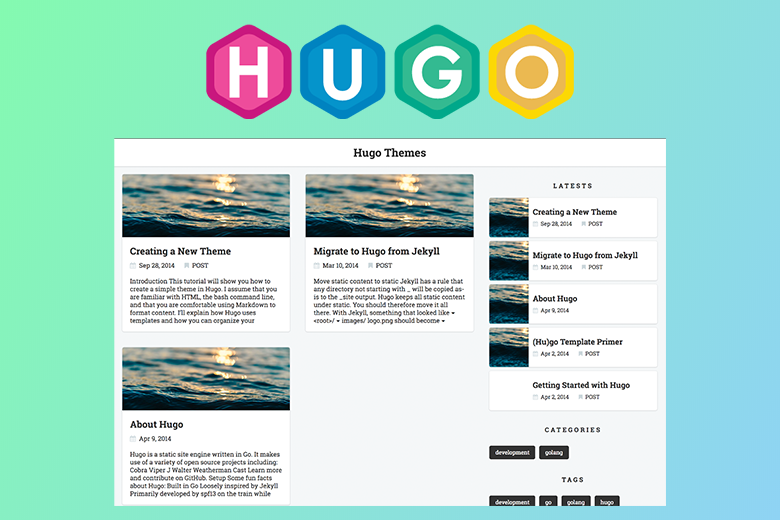 HUGO
Hugo Themes
Creating a New Theme
Sep 28, 2014 POST
Introduction This tutorial will show you how to
create a simple theme in Hugo. I assume that you
are familiar with HTML, the bash command line,
and that you are comfortable using Markdown to
format content. I'll explain how Hugo uses
templates and how you can organize your
Migrate to Hugo from Jekyll
Mar 10, 2014 POST
Move static content to static Jekyll has a rule that
any directory not starting with _ will be copied as-
is to the _site output. Hugo keeps all static content
under static. You should therefore move it all
there. With Jekyll, something that looked like ▾
<root>/ ▾ images/ logo.png should become ▾
About Hugo
Apr 9, 2014
Hugo is a static site engine written in Go. It makes
use of a variety of open source projects including:
Cobra Viper J Walter Weatherman Cast Learn more
and contribute on GitHub. Setup Some fun facts
about Hugo: Built in Go Loosely inspired by Jekyll
Primarily developed by spf13 on the train while
LATESTS
Creating a New Theme
Sep 28, 2014 POST
Migrate to Hugo from Jekyll
Mar 10, 2014 POST
About Hugo
Apr 9, 2014
(Hu)go Template Primer
Apr 2, 2014 POST
Getting Started with Hugo
Apr 2, 2014 POST
CATEGORIES
development golang
TAGS
development go golang hugo